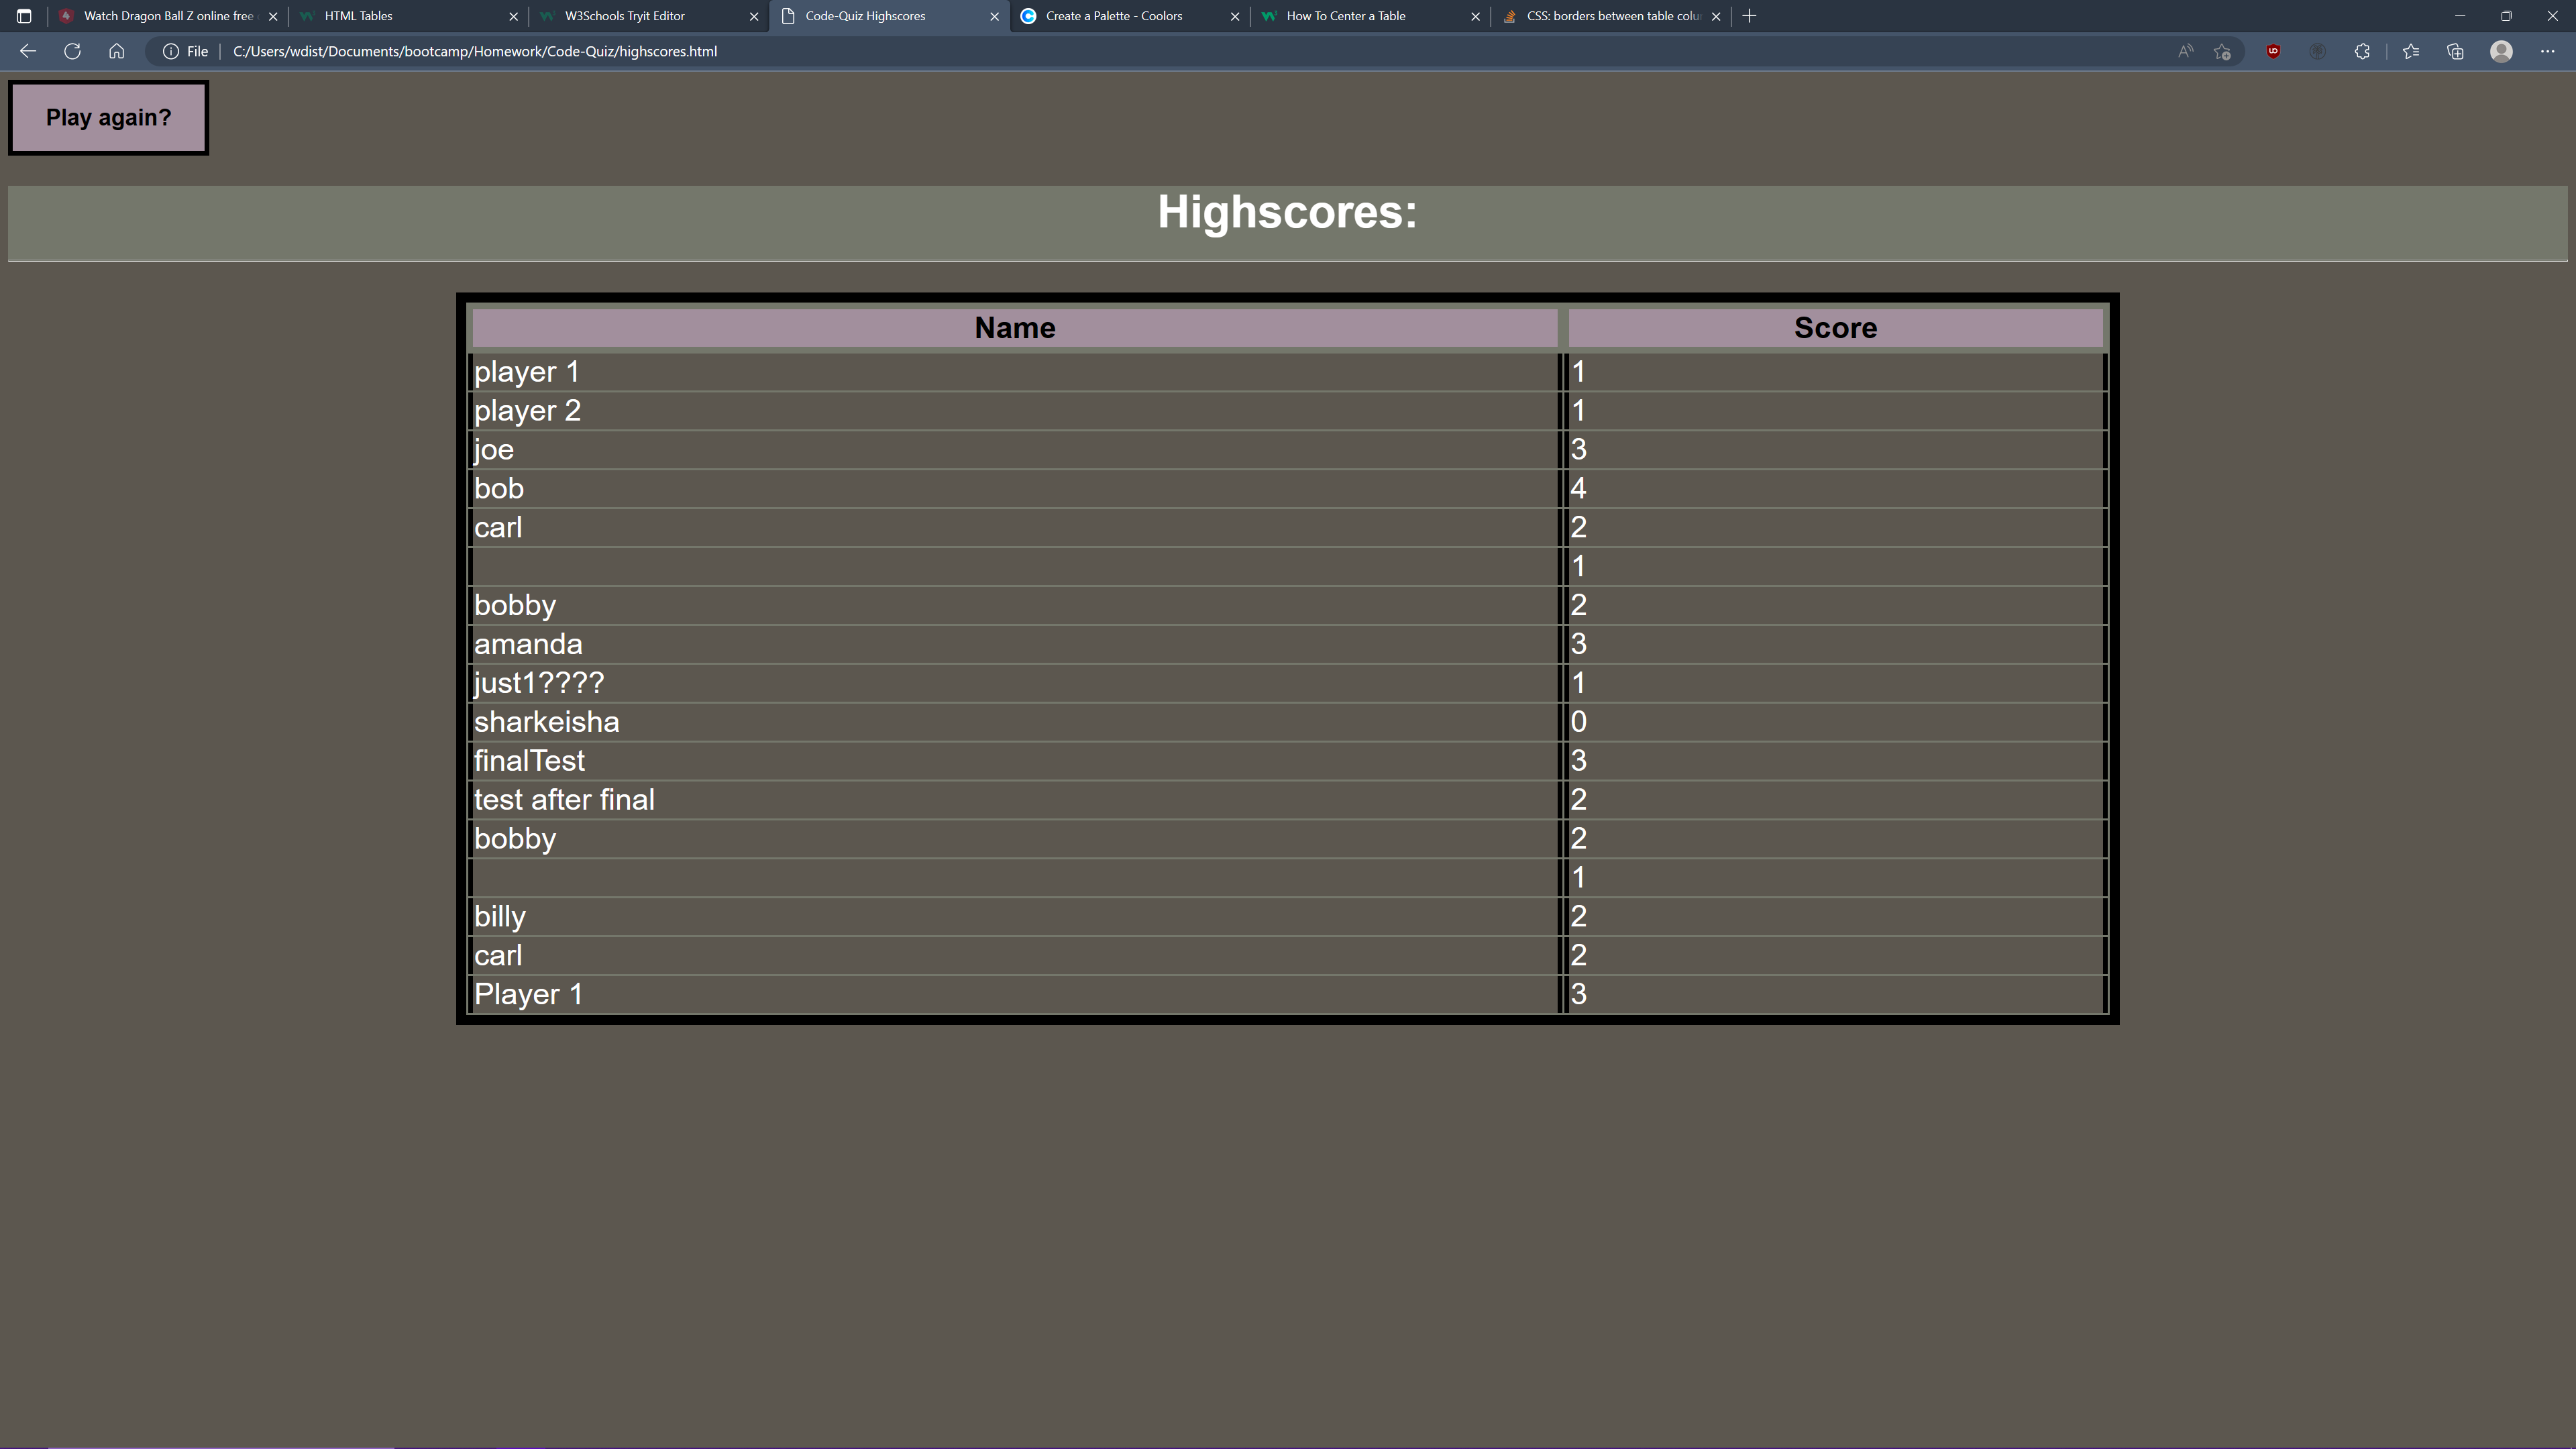 Watch Dragon Ball Z online free
HTML Tables
W3Schools Tryit Editor
Code-Quiz Highscores
Create a Palette - Coolors
How To Center a Table
CSS: borders between table colu
File
C:/Users/wdist/Documents/bootcamp/Homework/Code-Quiz/highscores.html
Play again?
Highscores:
Name Score
player 1 1
player 2 1
joe 3
bob 4
carl 2
1
bobby 2
amanda 3
just1???? 1
sharkeisha 0
finalTest 3
test after final 2
bobby 2
1
billy 2
carl 2
Player 1 3